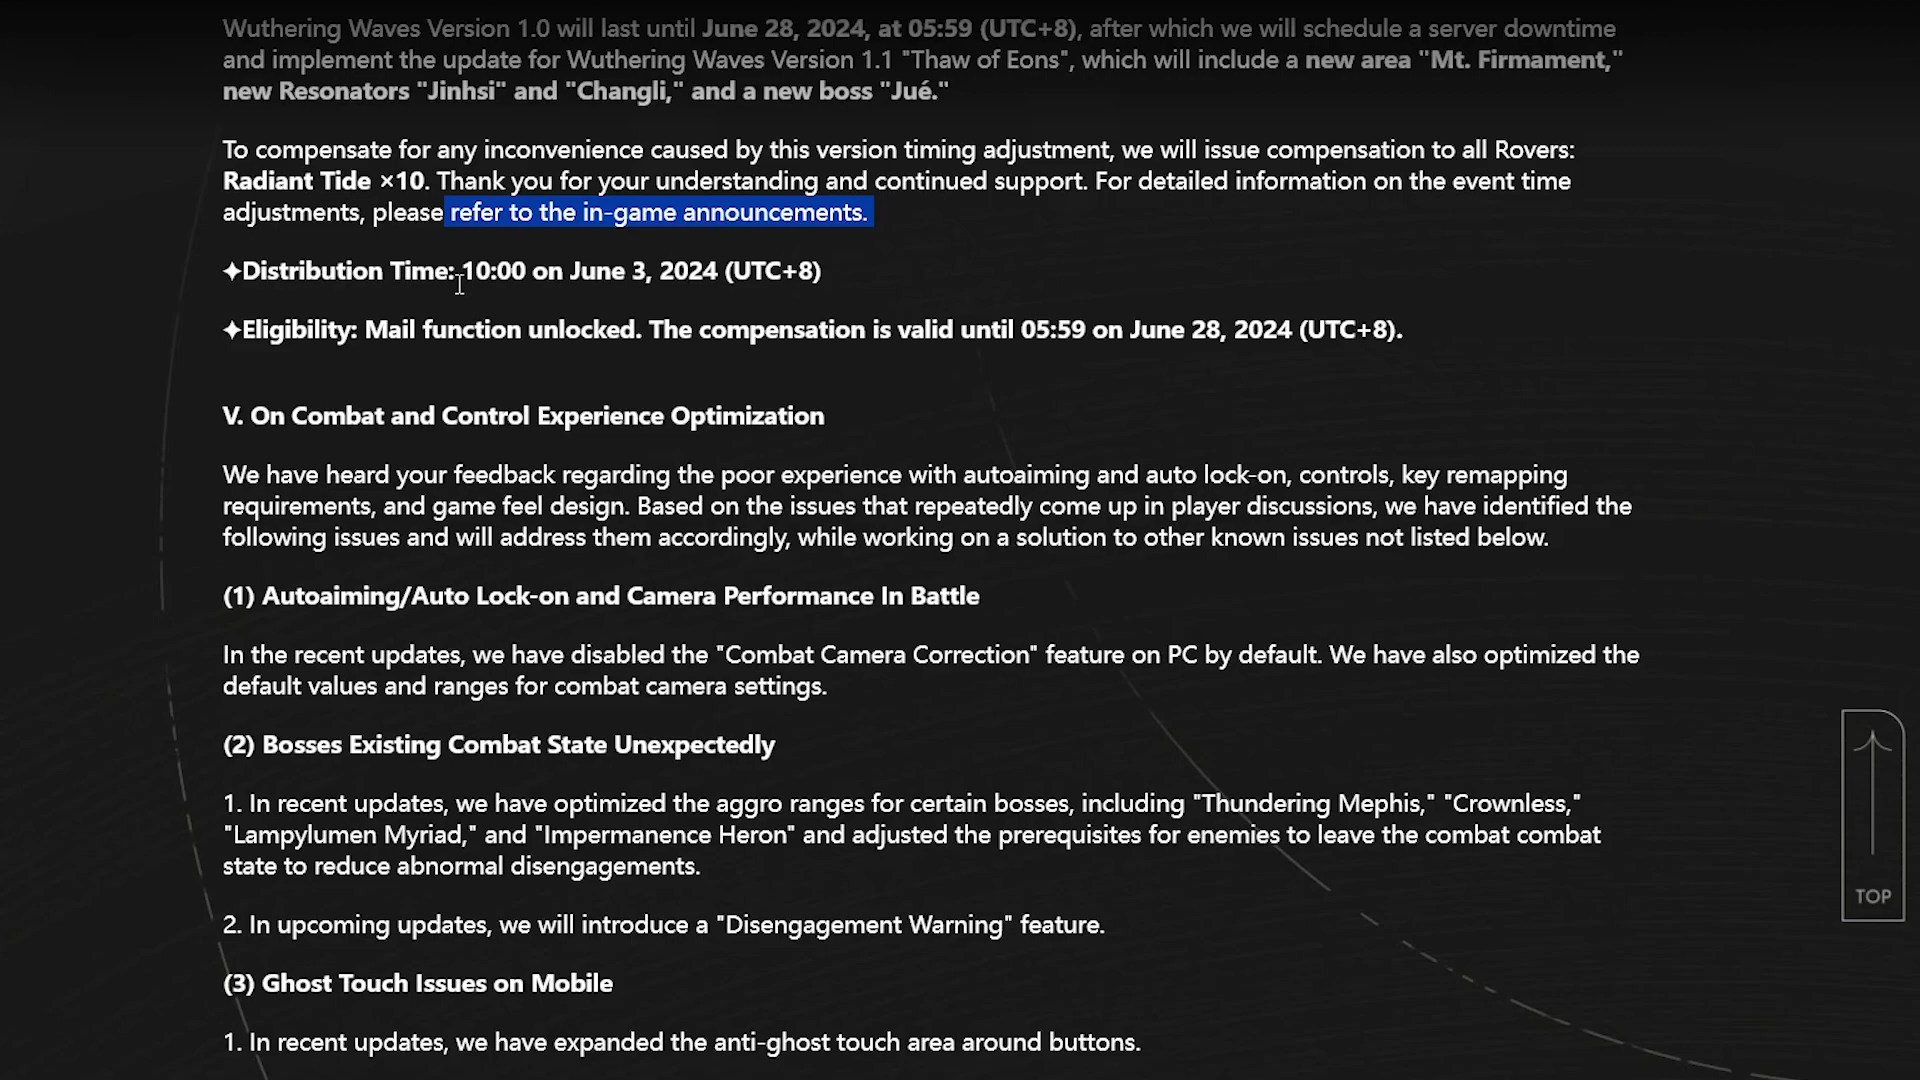 Wuthering Waves Version 1.0 will last until June 28, 2024, at 05:59 (UTC+8), after which we will schedule a server downtime
and implement the update for Wuthering Waves Version 1.1 "Thaw of Eons", which will include a new area "Mt. Firmament,"
new Resonators "Jinhsi" and "Changli," and a new boss "Jué."
To compensate for any inconvenience caused by this version timing adjustment, we will issue compensation to all Rovers:
Radiant Tide ×10. Thank you for your understanding and continued support. For detailed information on the event time
adjustments, please refer to the in-game announcements.
✦Distribution Time: 10:00 on June 3, 2024 (UTC+8)
✦Eligibility: Mail function unlocked. The compensation is valid until 05:59 on June 28, 2024 (UTC+8).
V. On Combat and Control Experience Optimization
We have heard your feedback regarding the poor experience with autoaiming and auto lock-on, controls, key remapping
requirements, and game feel design. Based on the issues that repeatedly come up in player discussions, we have identified the
following issues and will address them accordingly, while working on a solution to other known issues not listed below.
(1) Autoaiming/Auto Lock-on and Camera Performance In Battle
In the recent updates, we have disabled the "Combat Camera Correction" feature on PC by default. We have also optimized the
default values and ranges for combat camera settings.
(2) Bosses Existing Combat State Unexpectedly
1. In recent updates, we have optimized the aggro ranges for certain bosses, including "Thundering Mephis," "Crownless,"
"Lampylumen Myriad," and "Impermanence Heron" and adjusted the prerequisites for enemies to leave the combat combat
state to reduce abnormal disengagements.
2. In upcoming updates, we will introduce a "Disengagement Warning" feature.
(3) Ghost Touch Issues on Mobile
1. In recent updates, we have expanded the anti-ghost touch area around buttons.
TOP